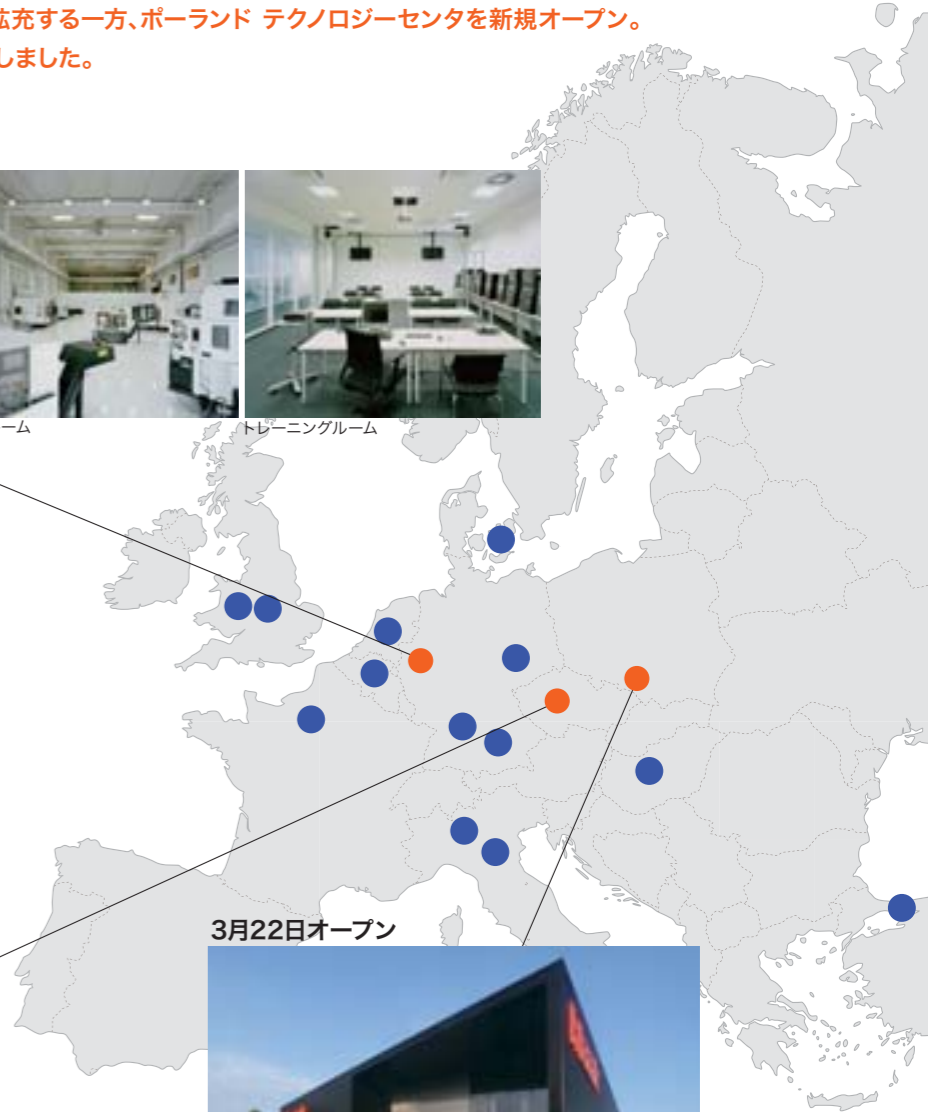 拡充する一方、ポーランド テクノロジーセンタを新規オープン。
しました。
ーム
トレーニングルーム
3月22日オープン